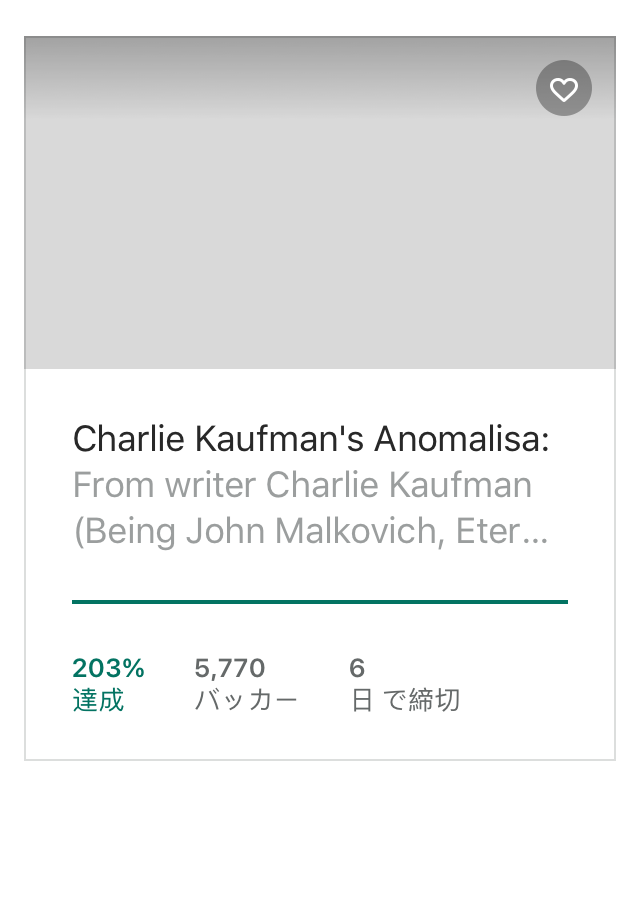 Charlie Kaufman's Anomalisa:
From writer Charlie Kaufman
(Being John Malkovich, Eter...
203% 5,770 6
達成 バッカー 日 で締切